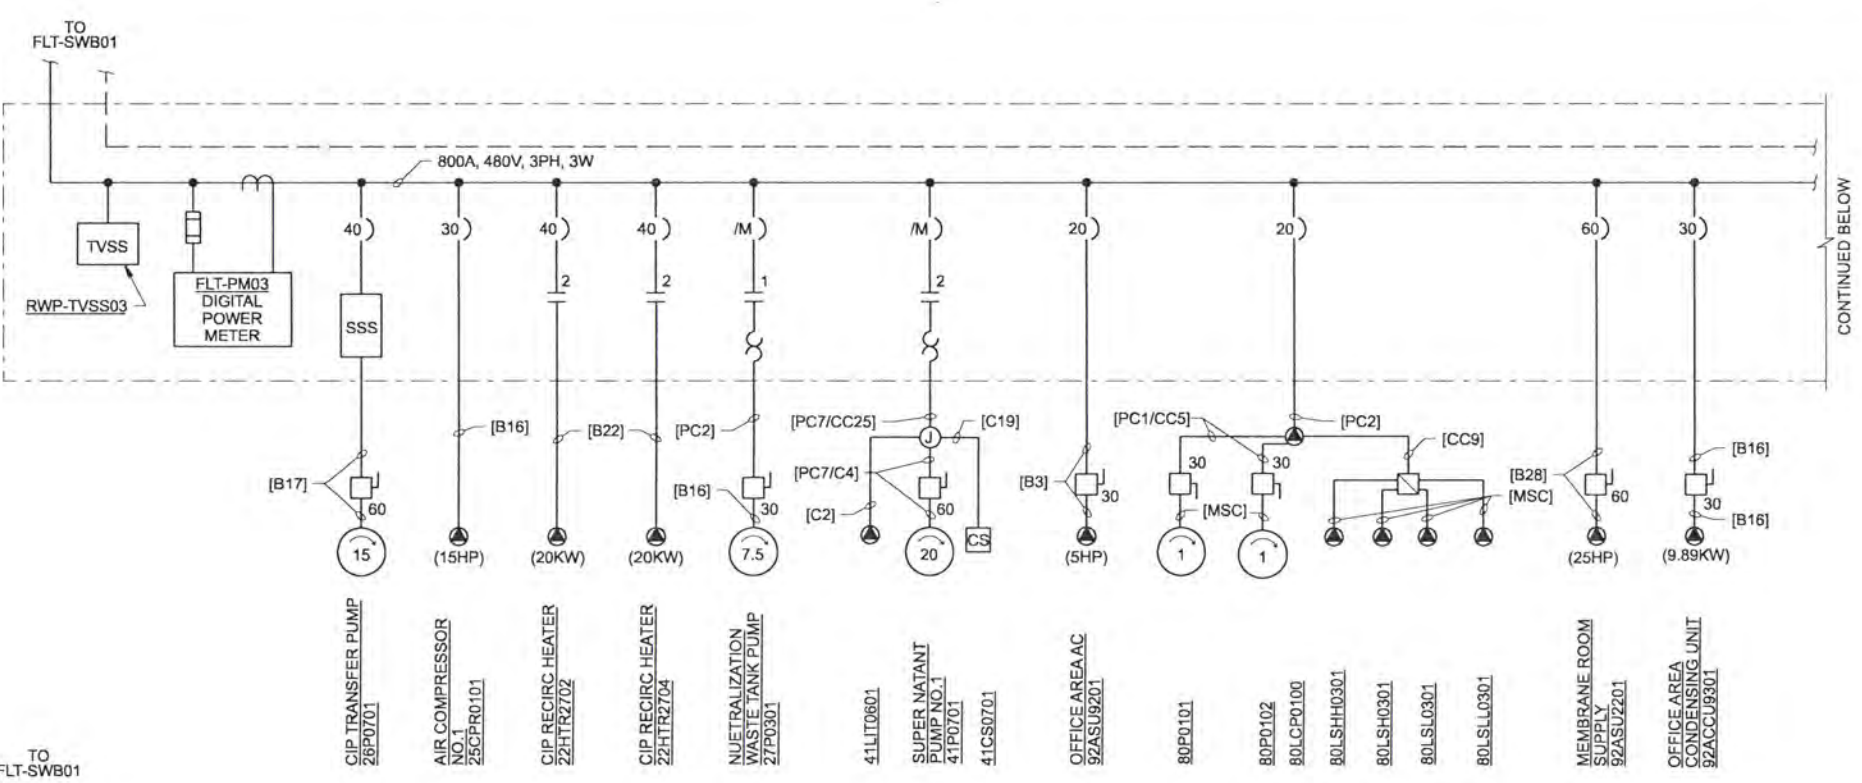 TO
FLT-SWB01
800A, 480V, 3PH, 3W
CONTINUED BELOW
TVSS
RWP-TVSS03
FLT-PM03
DIGITAL
POWER
METER
40
30
40
40
/M
/M
20
20
60
30
SSS
2
2
1
2
[B17]
[B16]
[B22]
[PC2]
[B16]
[PC7/CC25]
J
[C19]
[PC7/C4]
[C2]
[B3]
[PC1/CC5]
[PC2]
[CC9]
[MSC]
[MSC]
[B28]
[B16]
[B16]
60
30
60
30
30
30
60
30
15
(15HP)
(20KW)
(20KW)
7.5
20
CS
(5HP)
1
1
(25HP)
(9.89KW)
CIP TRANSFER PUMP
26P0701
AIR COMPRESSOR
NO.1
25CPR0101
CIP RECIRC HEATER
22HTR2702
CIP RECIRC HEATER
22HTR2704
NUETRALIZATION
WASTE TANK PUMP
27P0301
41LIT0601
SUPER NATANT
PUMP NO.1
41P0701
41CS0701
OFFICE AREA AC
92ASU9201
80P0101
80P0102
80LCP0100
80LSHH0301
80LSH0301
80LSL0301
80LSLL0301
MEMBRANE ROOM
SUPPLY
92ASU2201
OFFICE AREA
CONDENSING UNIT
92ACCU9301
TO
FLT-SWB01